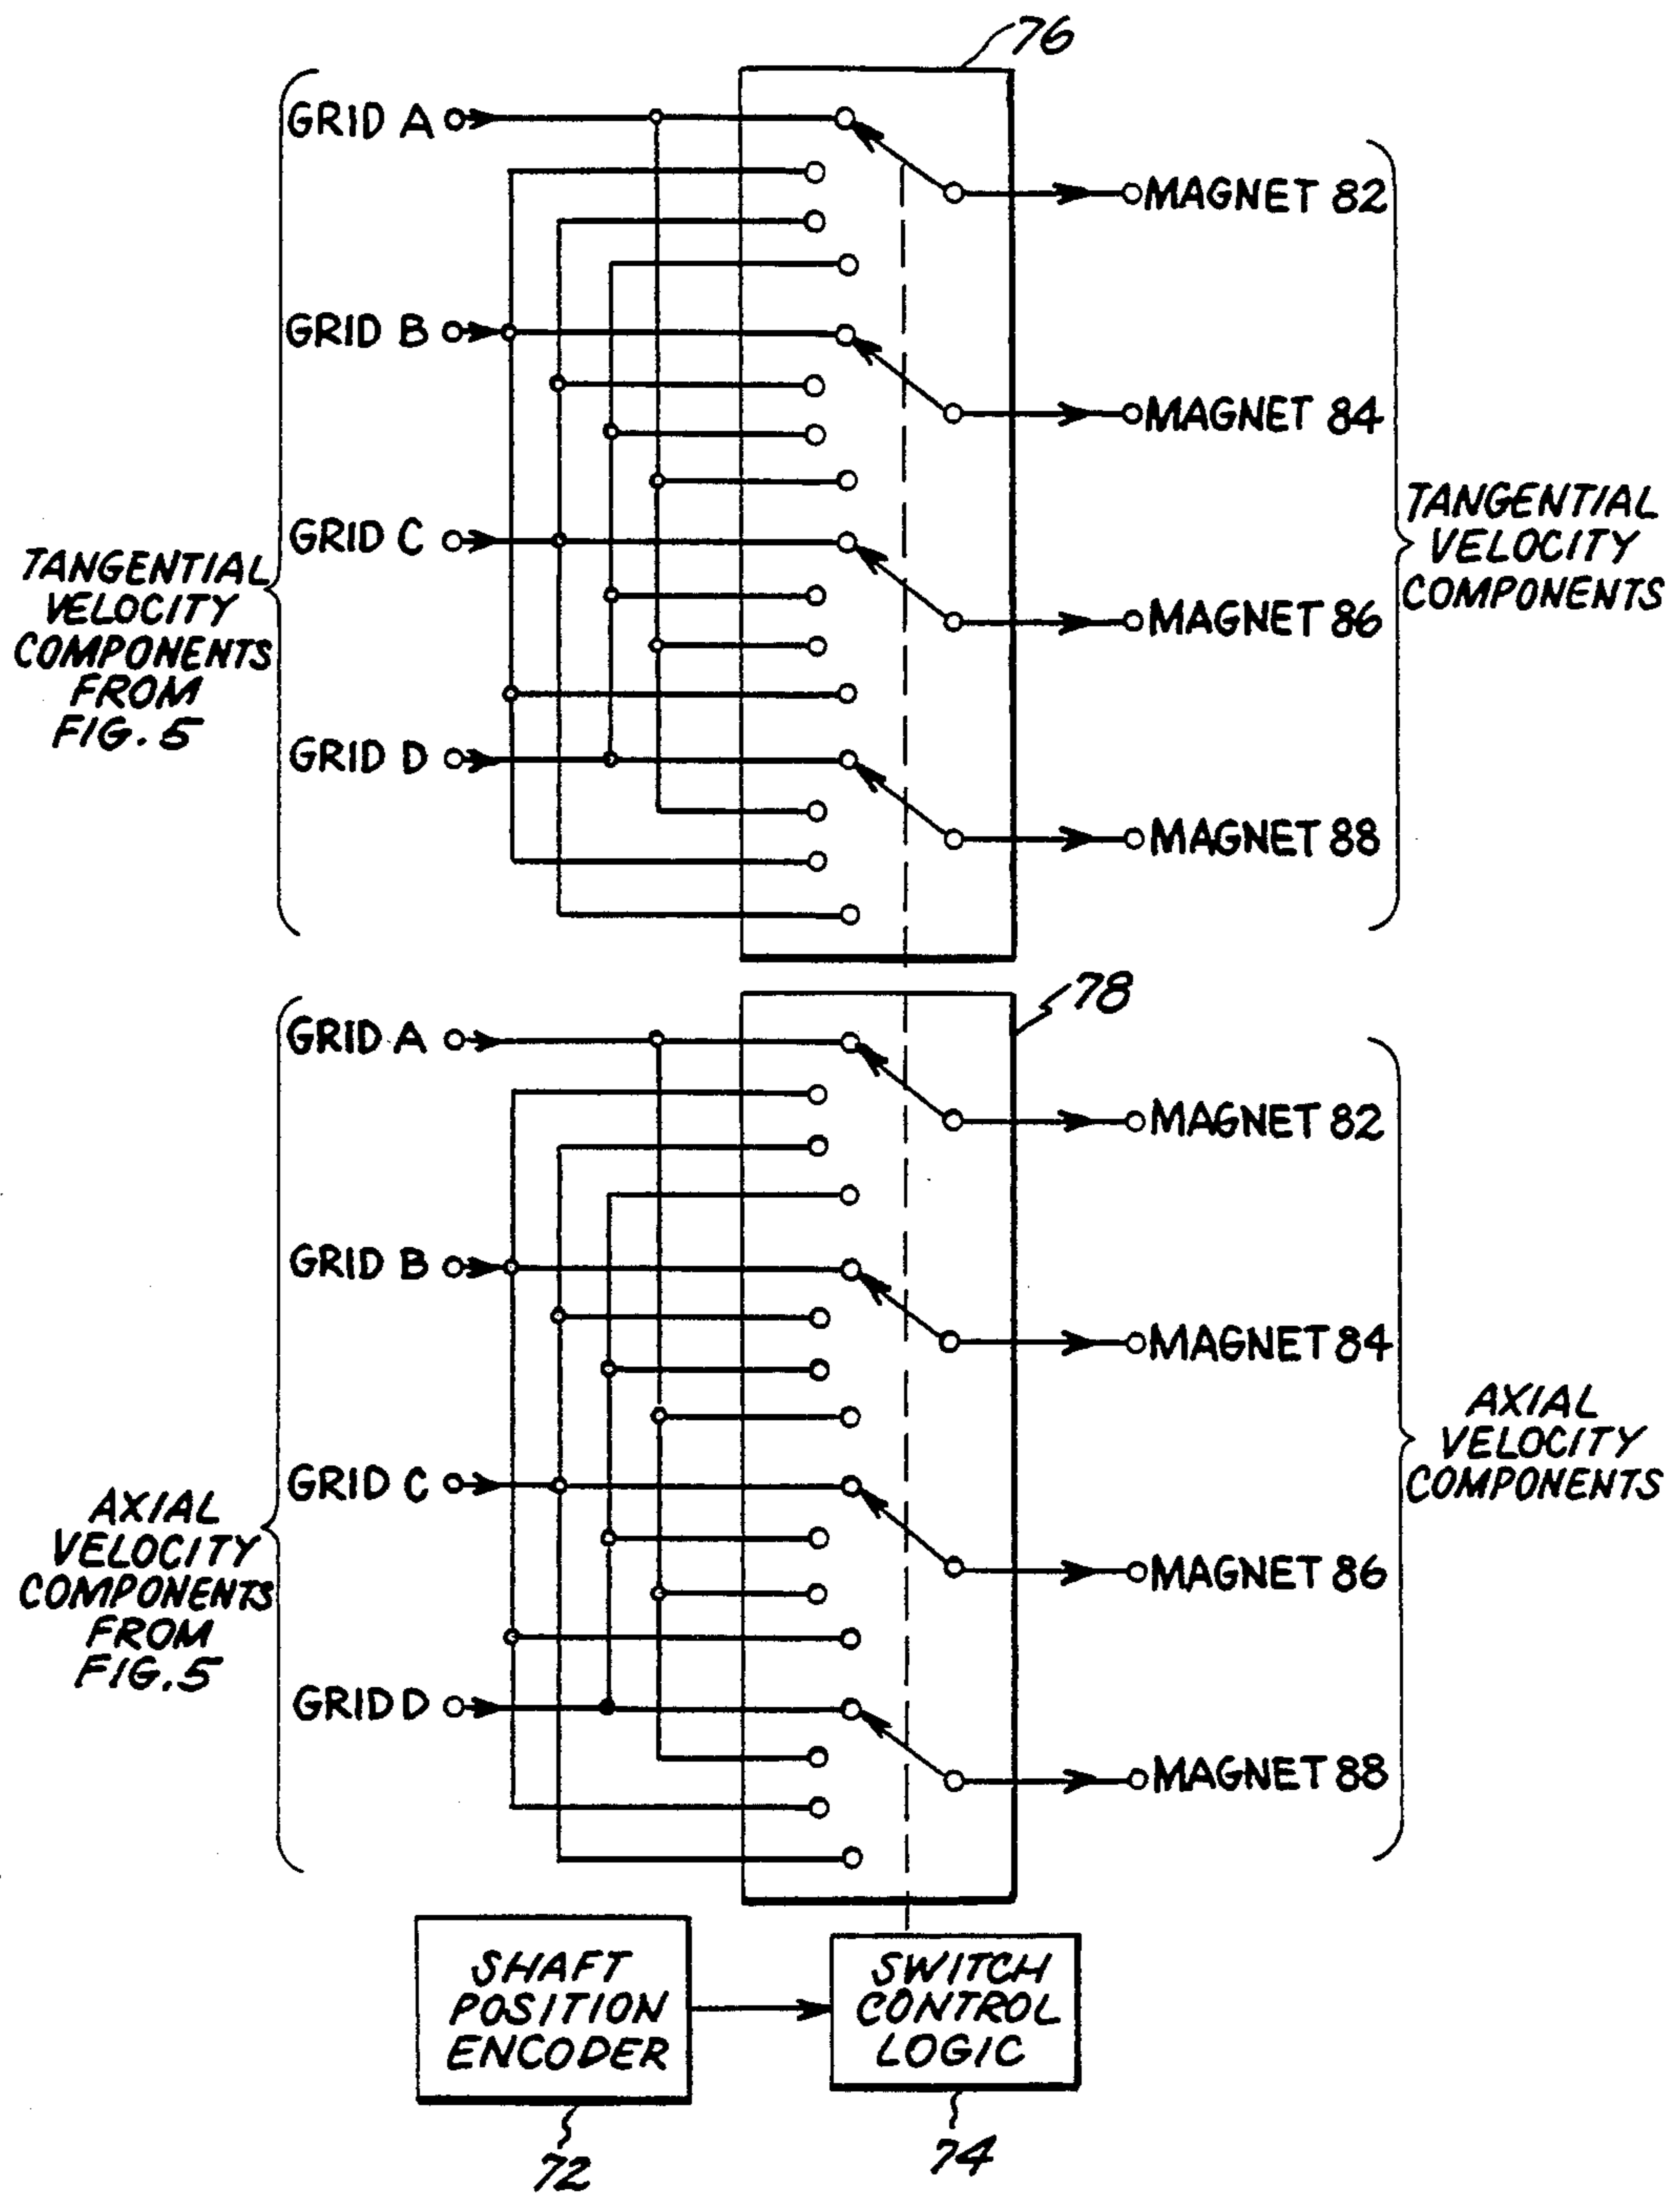 76
GRID A
MAGNET 82
GRID B
MAGNET 84
GRID C
TANGENTIAL
VELOCITY
COMPONENTS
FROM
FIG. 5
MAGNET 86
TANGENTIAL
VELOCITY
COMPONENTS
GRID D
MAGNET 88
78
GRID A
MAGNET 82
GRID B
MAGNET 84
GRID C
AXIAL
VELOCITY
COMPONENTS
FROM
FIG. 5
MAGNET 86
AXIAL
VELOCITY
COMPONENTS
GRID D
MAGNET 88
SHAFT
POSITION
ENCODER
SWITCH
CONTROL
LOGIC
72
74